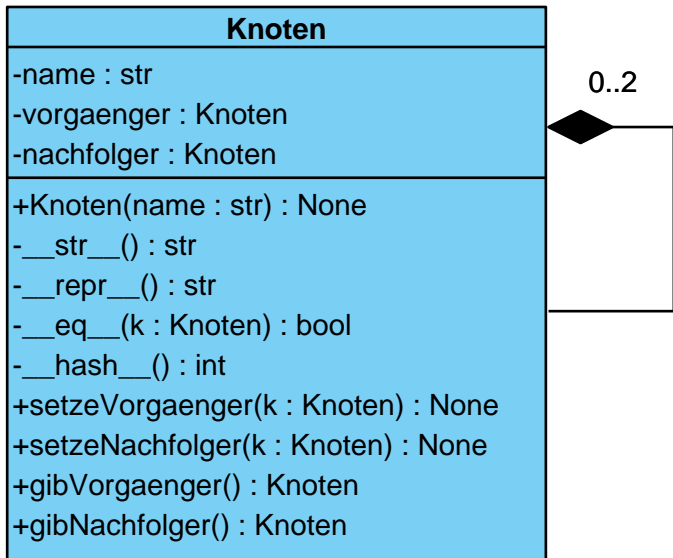 Knoten
-name : str
0..2
-vorgaenger : Knoten
-nachfolger : Knoten
+Knoten(name : str) : None
-__str__() : str
-__repr__() : str
-__eq__(k : Knoten) : bool
-__hash__() : int
+setzeVorgaenger(k : Knoten) : None
+setzeNachfolger(k : Knoten) : None
+gibVorgaenger() : Knoten
+gibNachfolger() : Knoten